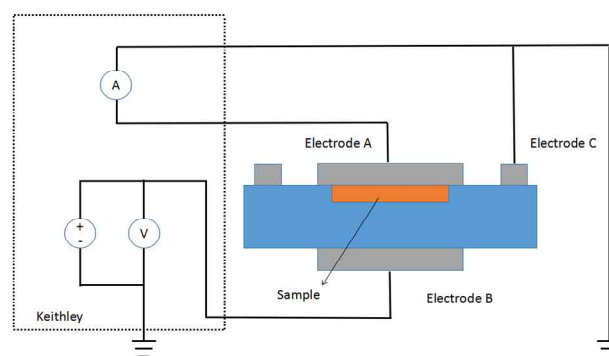 A
Electrode A
Electrode C
+
-
V
Sample
Electrode B
Keithley